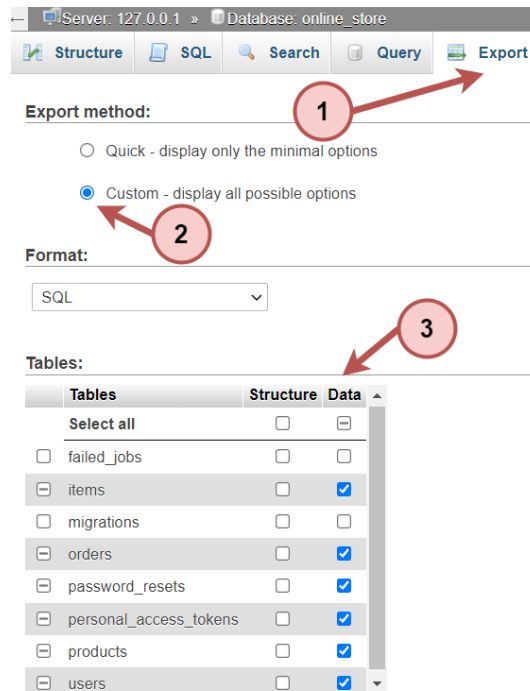 Server: 127.0.0.1 » Database: online_store
Structure SQL Search Query Export
1
Export method:
Quick - display only the minimal options
Custom - display all possible options
2
Format:
SQL
3
Tables:
Tables Structure Data
Select all
failed_jobs
items
migrations
orders
password_resets
personal_access_tokens
products
users